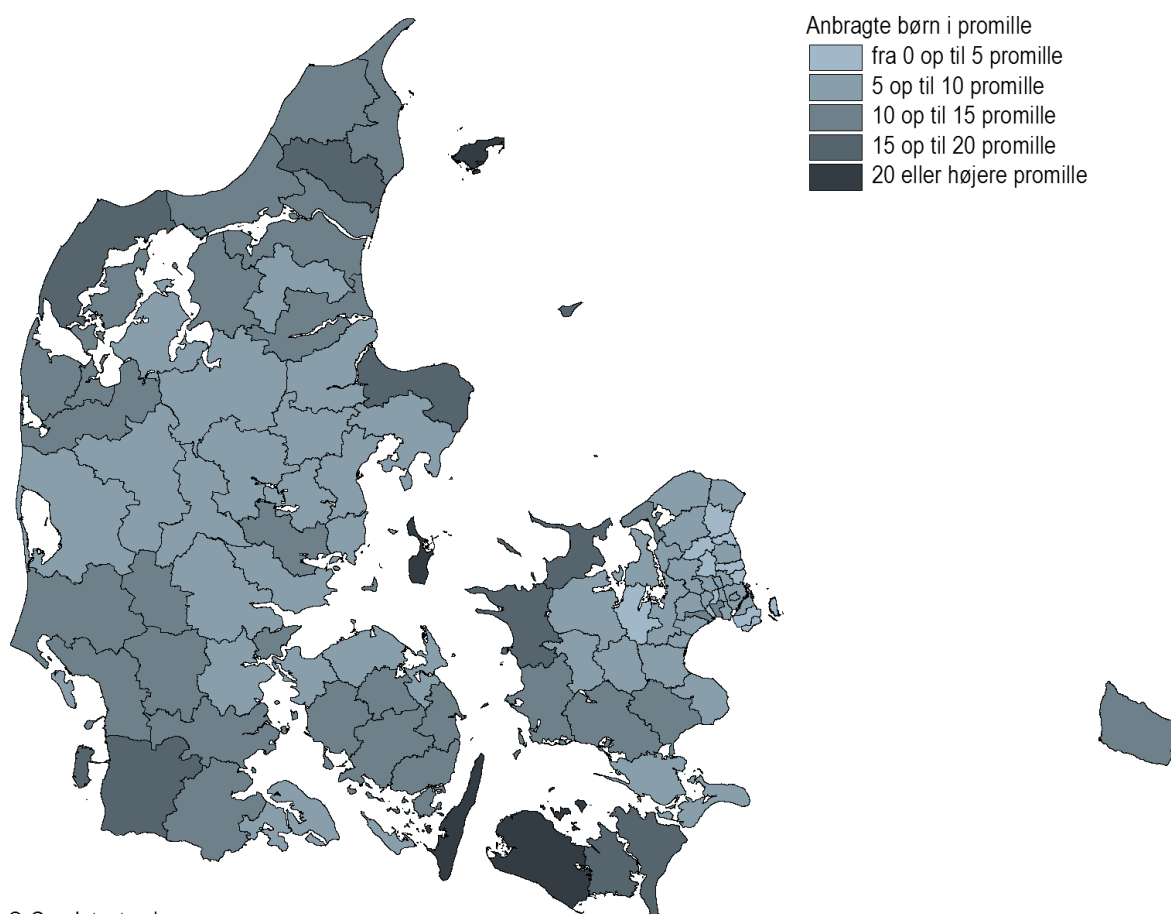 Anbragte børn i promille
fra 0 op til 5 promille
5 op til 10 promille
10 op til 15 promille
15 op til 20 promille
20 eller højere promille